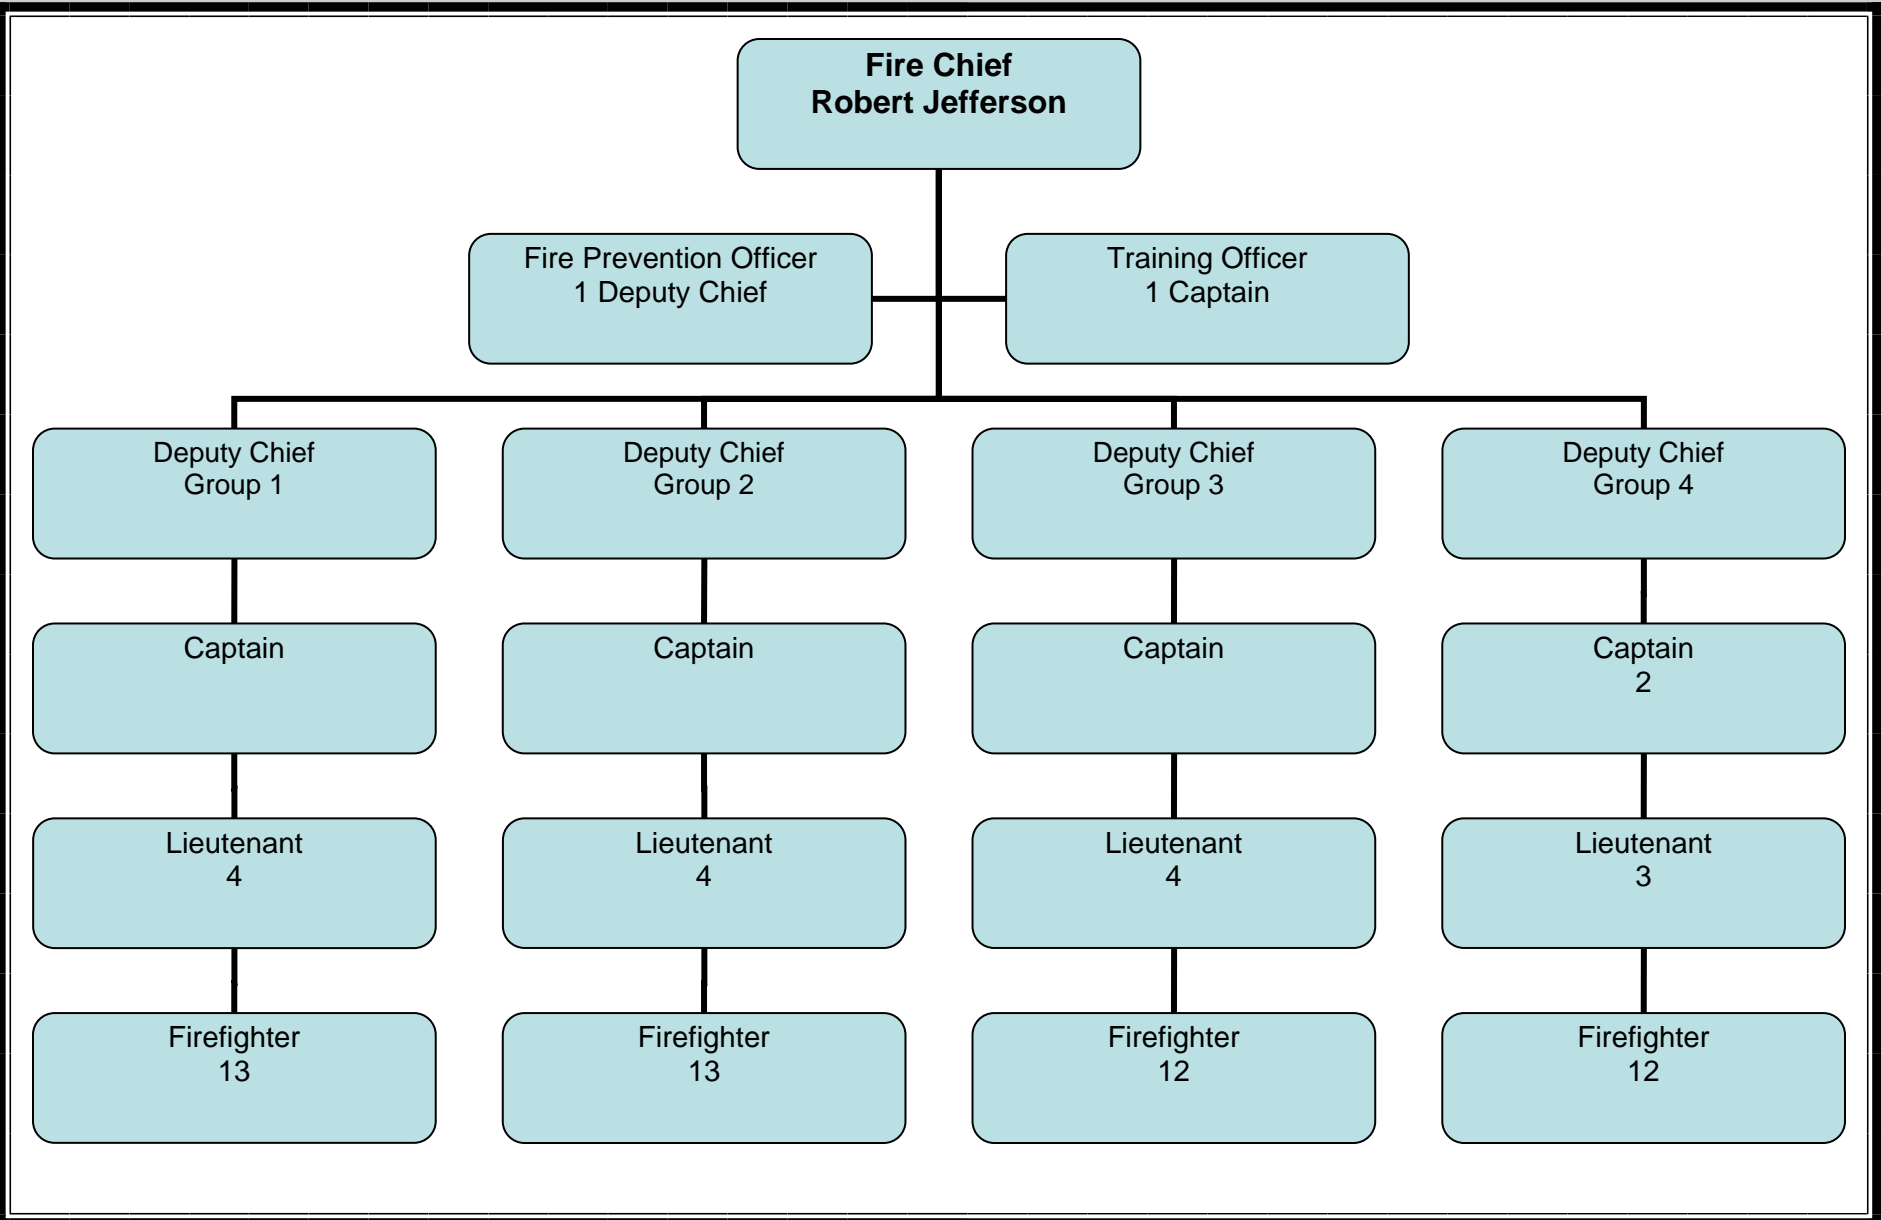 Fire Chief
Robert Jefferson
Fire Prevention Officer
1 Deputy Chief
Training Officer
1 Captain
Deputy Chief
Group 1
Deputy Chief
Group 2
Deputy Chief
Group 3
Deputy Chief
Group 4
Captain
Captain
Captain
Captain
2
Lieutenant
4
Lieutenant
4
Lieutenant
4
Lieutenant
3
Firefighter
13
Firefighter
13
Firefighter
12
Firefighter
12